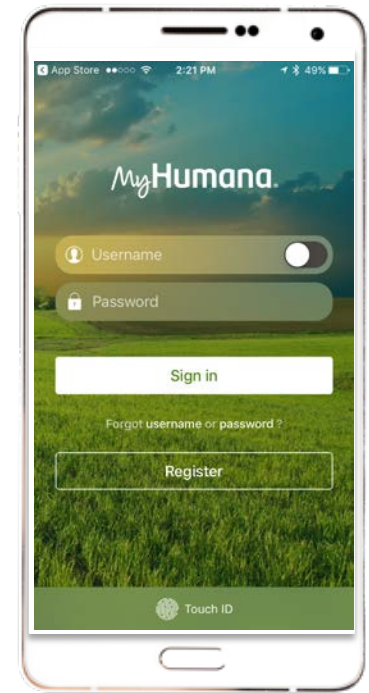 App Store 2:21 PM 49%
MyHumana.
Username
Password
Sign in
Forgot username or password ?
Register
Touch ID